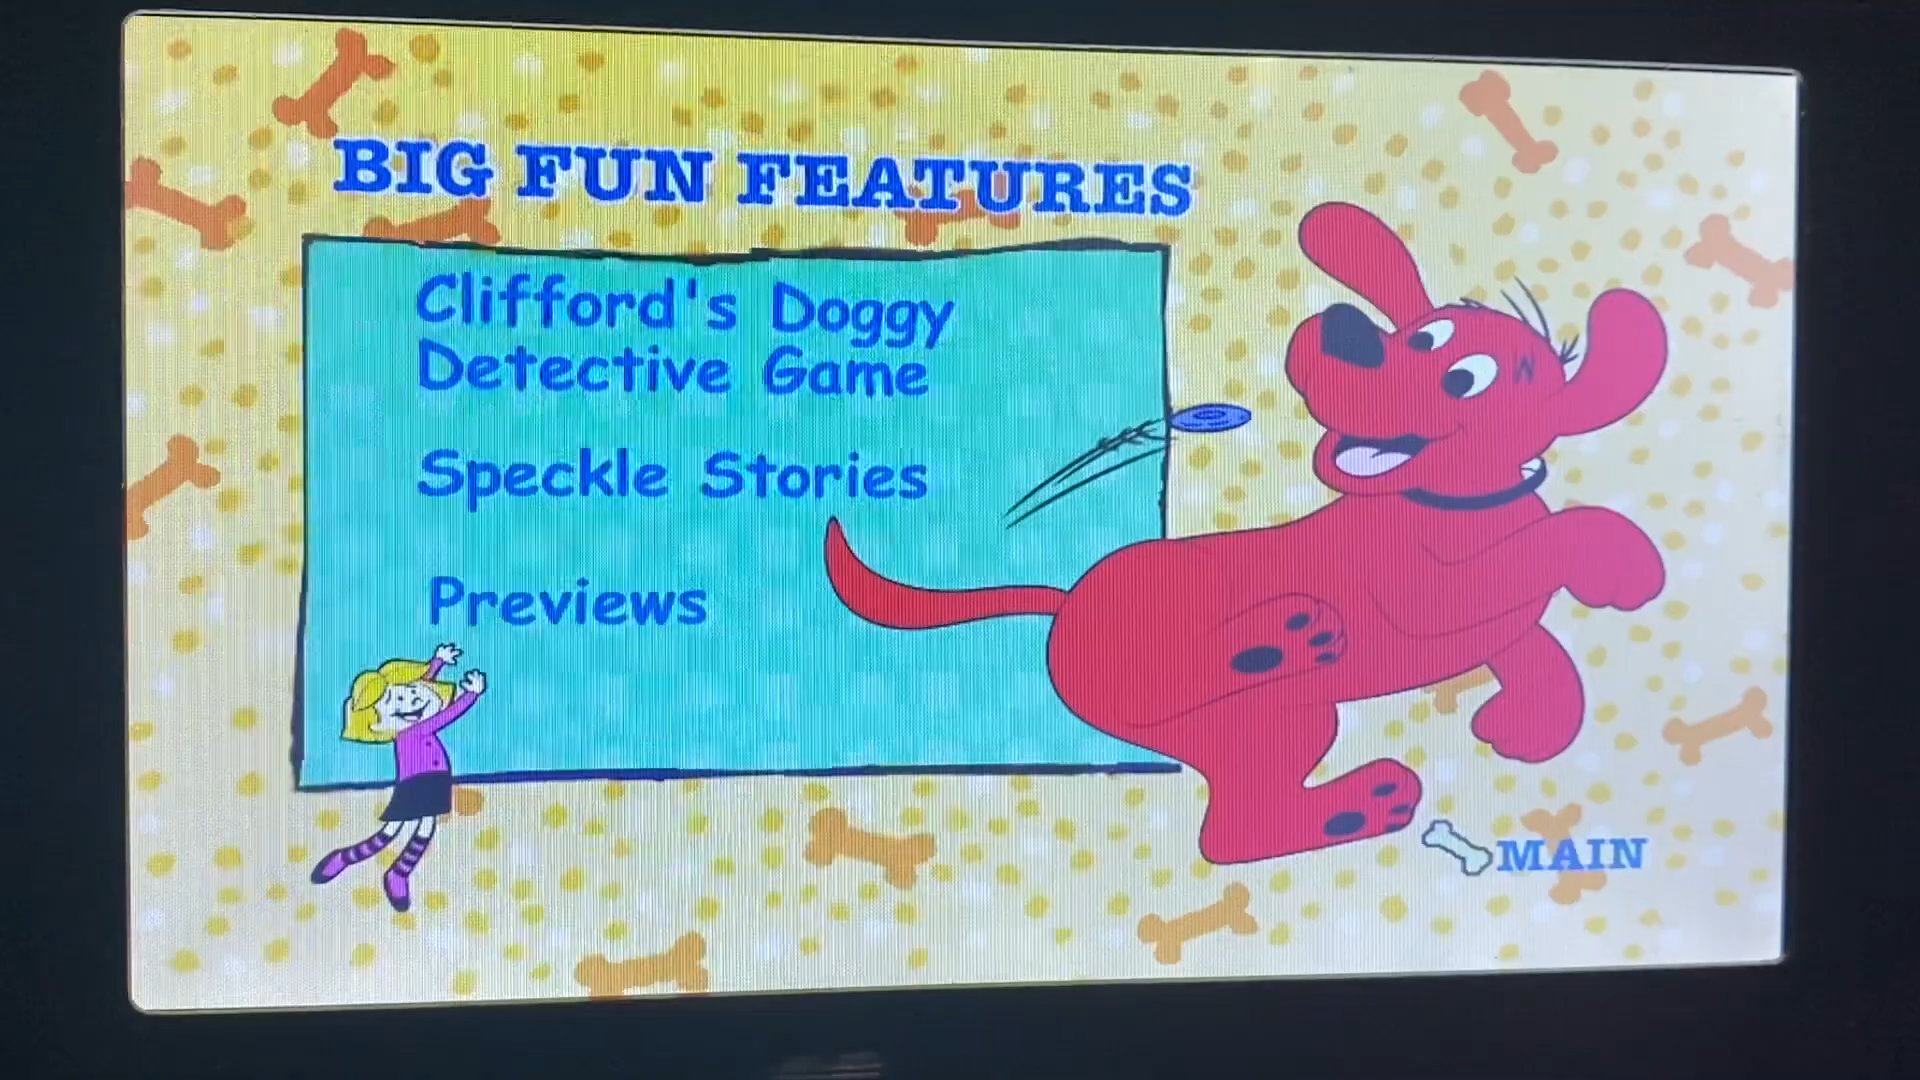 BIG FUN FEATURES
Clifford's Doggy
Detective Game
Speckle Stories
Previews
MAIN